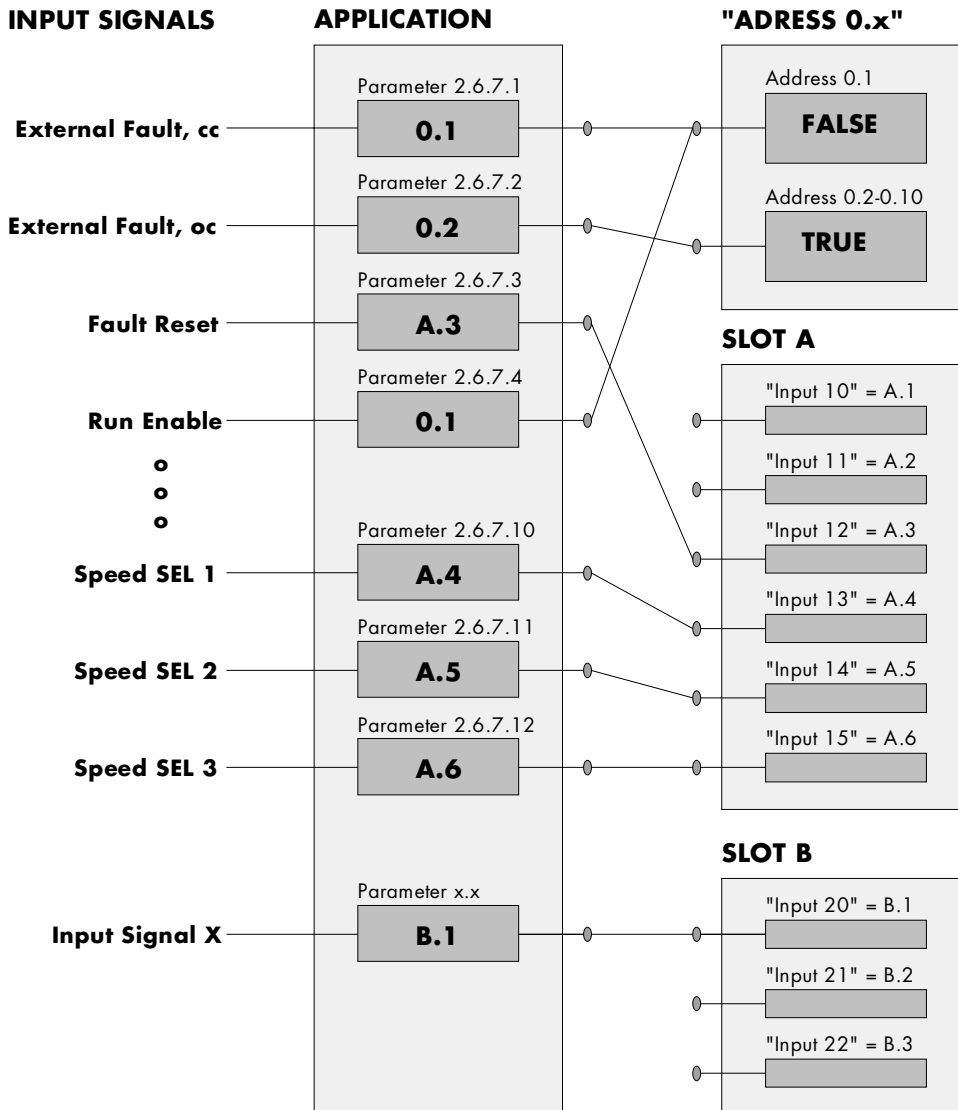 INPUT SIGNALS
APPLICATION
"ADRESS 0.x"
External Fault, cc
Parameter 2.6.7.1
0.1
Address 0.1
FALSE
External Fault, oc
Parameter 2.6.7.2
0.2
Address 0.2-0.10
TRUE
Fault Reset
Parameter 2.6.7.3
A.3
Run Enable
Parameter 2.6.7.4
0.1
o
o
o
Speed SEL 1
Parameter 2.6.7.10
A.4
Speed SEL 2
Parameter 2.6.7.11
A.5
Speed SEL 3
Parameter 2.6.7.12
A.6
Input Signal X
Parameter x.x
B.1
SLOT A
"Input 10" = A.1
"Input 11" = A.2
"Input 12" = A.3
"Input 13" = A.4
"Input 14" = A.5
"Input 15" = A.6
SLOT B
"Input 20" = B.1
"Input 21" = B.2
"Input 22" = B.3